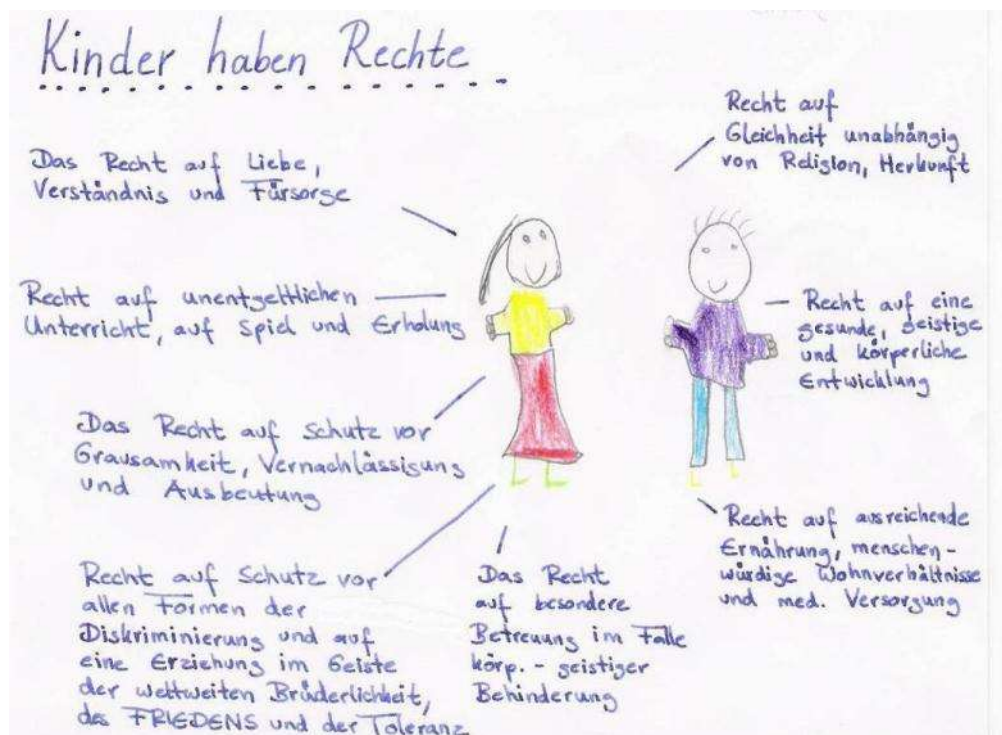 Kinder haben Rechte
Das Recht auf Liebe,
Verständnis und Fürsorge
Recht auf unentgeltlichen
Unterricht, auf Spiel und Erholung
Das Recht auf Schutz vor
Grausamkeit, Vernachlässigung
und Ausbeutung
Recht auf Schutz vor
allen Formen der
Diskriminierung und auf
eine Erziehung im Geiste
der weltweiten Brüderlichkeit,
des FRIEDENS und der Toleranz
Das Recht
auf besondere
Betreuung im Falle
körp. - geistiger
Behinderung
Recht auf
Gleichheit unabhängig
von Religion, Herkunft
Recht auf eine
gesunde, geistige
und körperliche
Entwicklung
Recht auf ausreichende
Ernährung, menschen-
würdige Wohnverhältnisse
und med. Versorgung